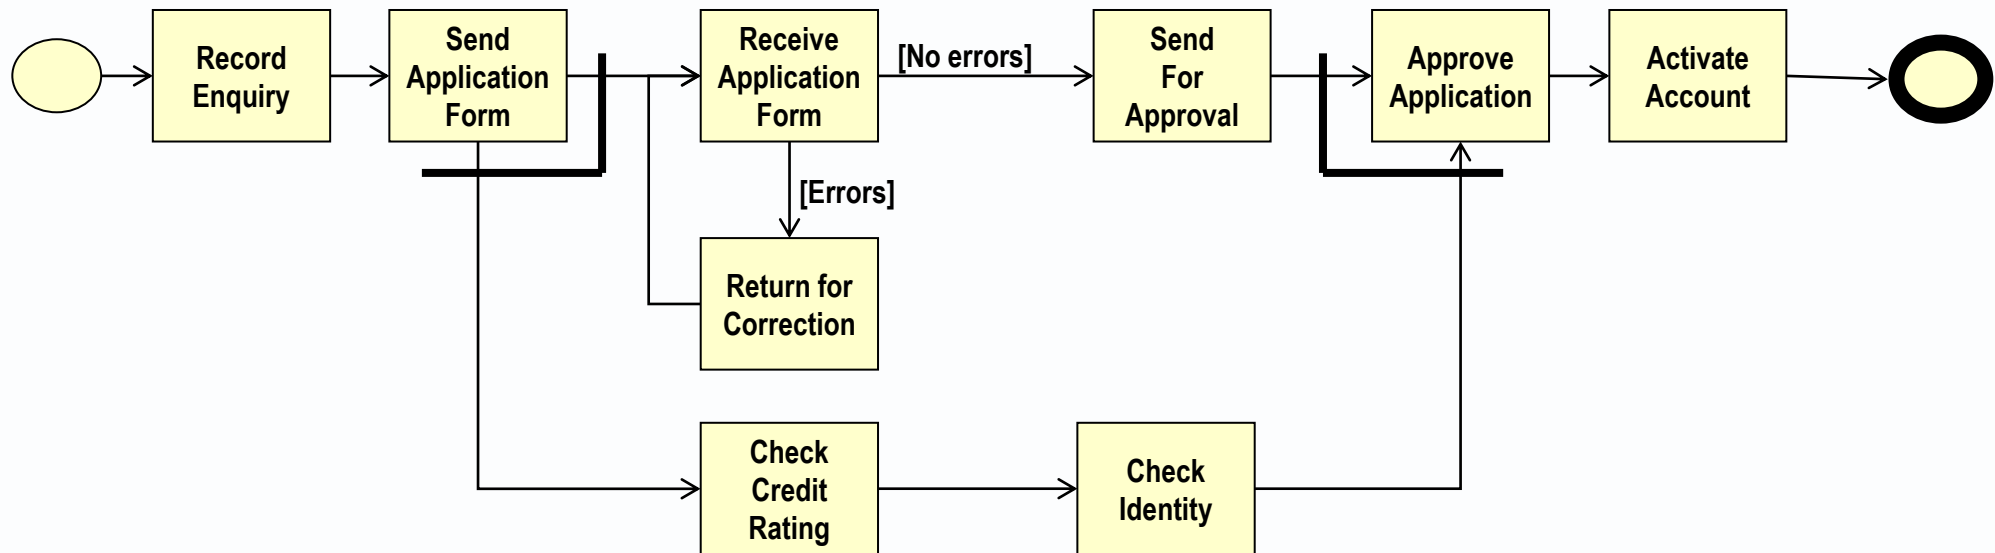 Record
Enquiry
Send
Application
Form
Receive
Application
Form
[No errors]
Send
For
Approval
Approve
Application
Activate
Account
[Errors]
Return for
Correction
Check
Credit
Rating
Check
Identity